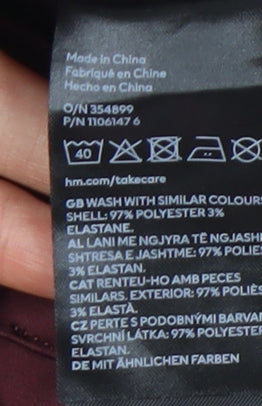 Made in China
Fabriqué en Chine
Hecho en China
O/N 354899
P/N 1106147 6
40
hm.com/takecare
GB WASH WITH SIMILAR COLOURS
SHELL: 97% POLYESTER 3%
ELASTANE.
AL LANI ME NGJYRA TË NGJASH
SHTRESA E JASHTME: 97% POLIES
3% ELASTAN.
CAT RENTEU-HO AMB PECES
SIMILARS. EXTERIOR: 97% POLIÈS
3% ELASTÀ.
CZ PERTE S PODOBNÝMI BARVAM
SVRCHNÍ LÁTKA: 97% POLYESTER
ELASTAN.
DE MIT ÄHNLICHEN FARBEN